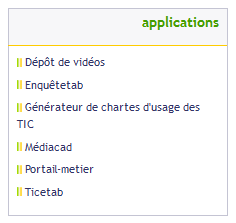 applications
Dépôt de vidéos
Enquêtetab
Générateur de chartes d'usage des
TIC
Médiacad
Portail-metier
Ticetab